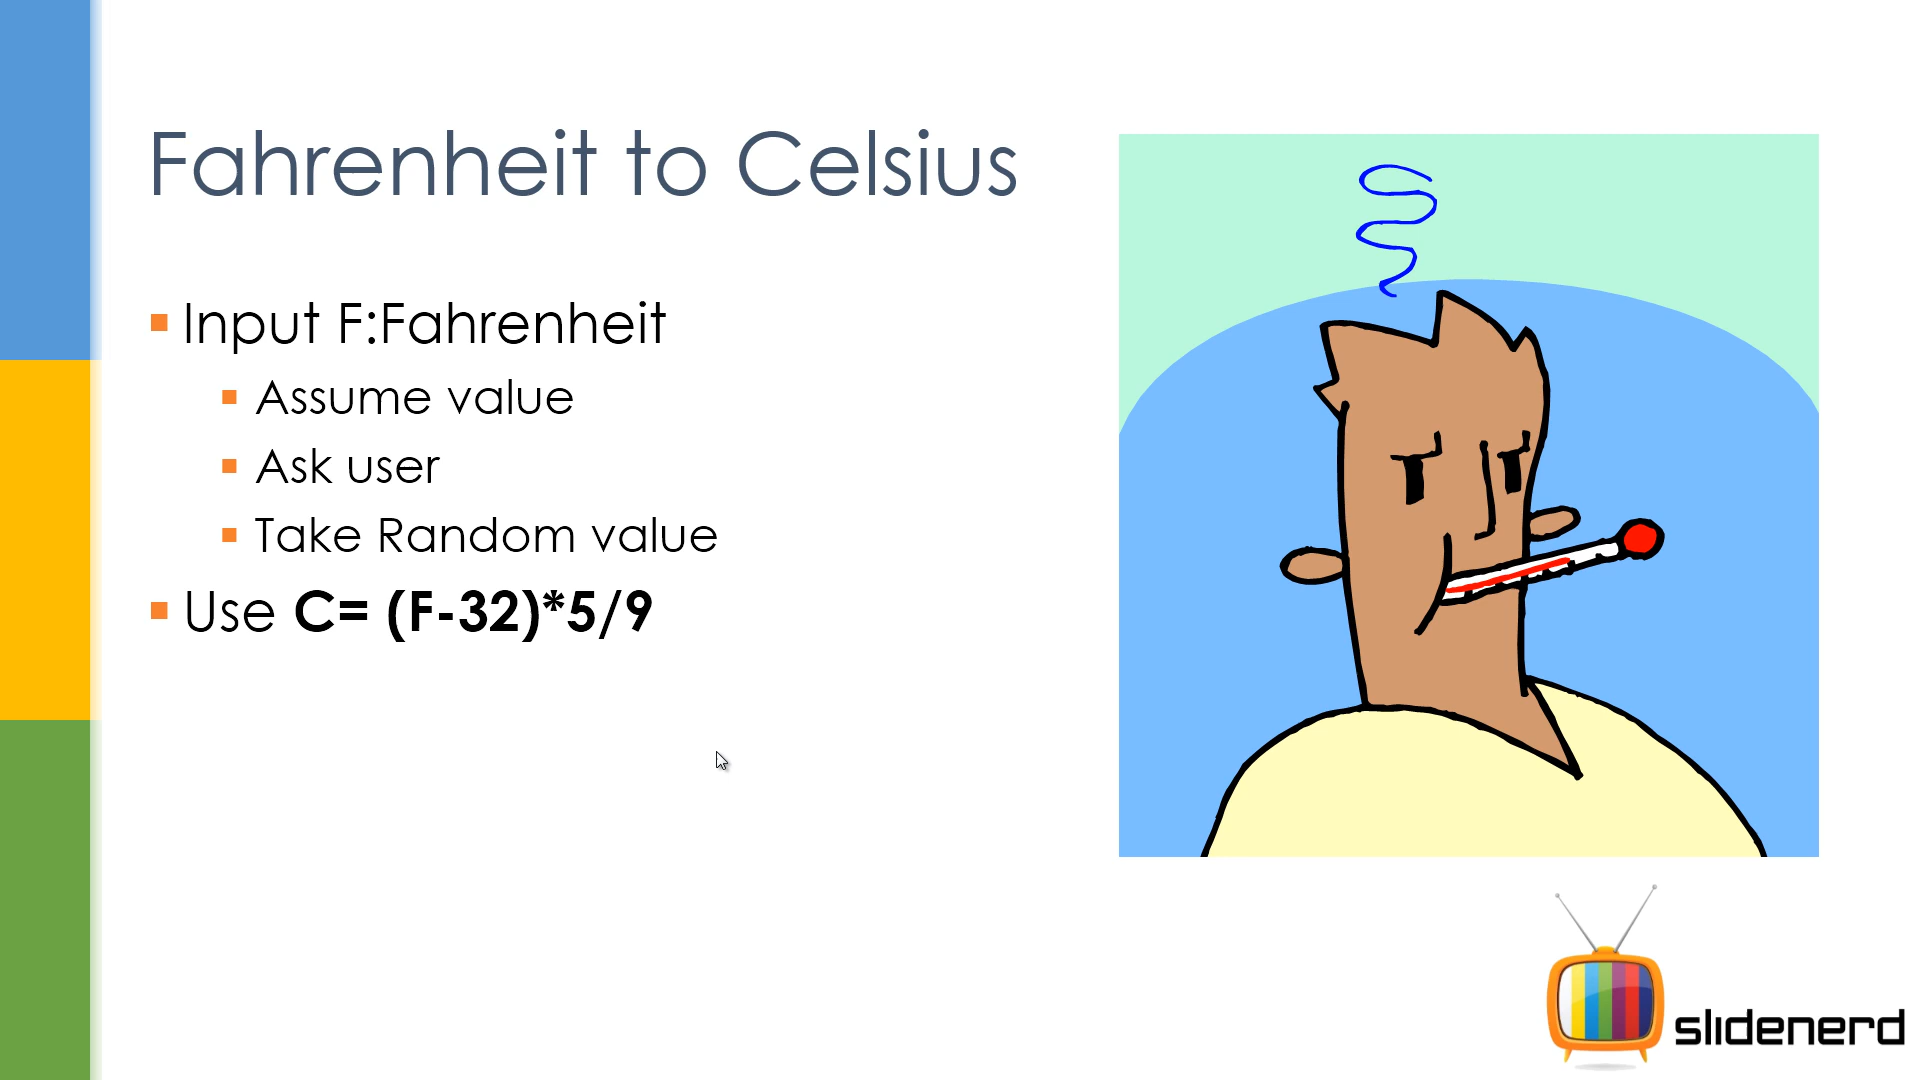 Fahrenheit to Celsius
Input F:Fahrenheit
Assume value
Ask user
Take Random value
Use C= (F-32)*5/9
slidenerd